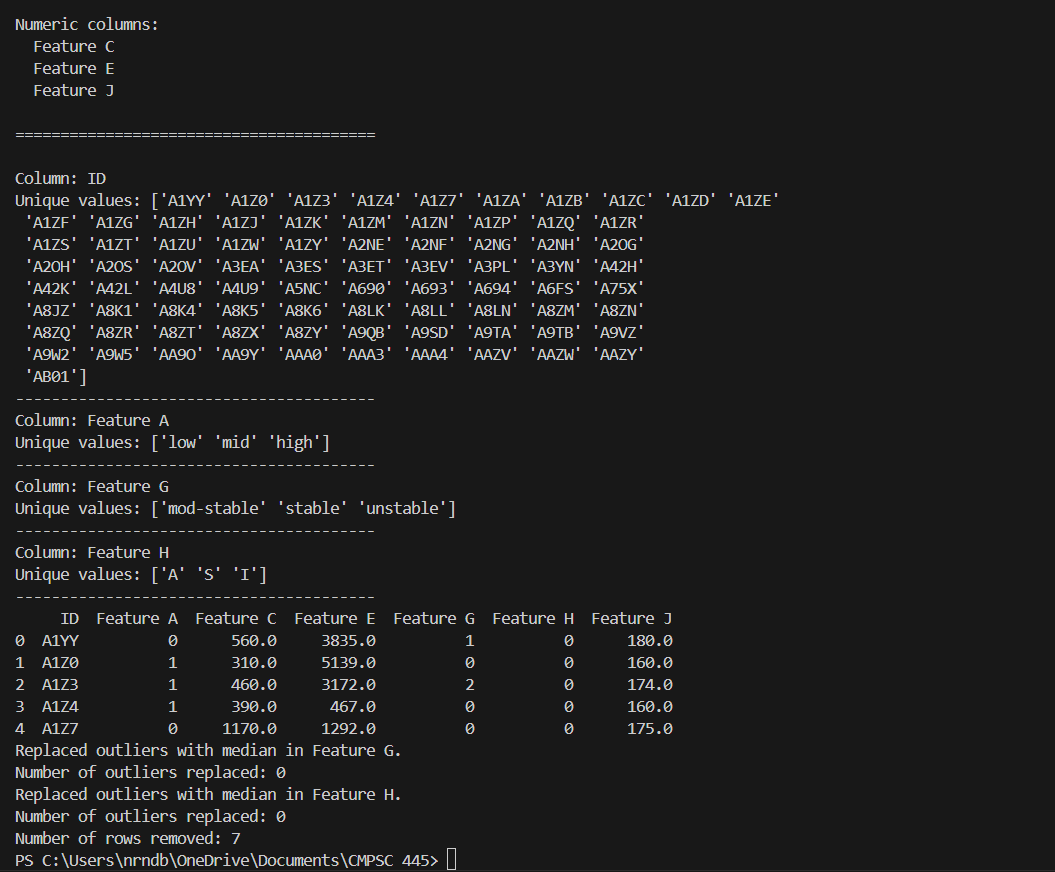 Numeric columns:
  Feature C
  Feature E
  Feature J

========================================

Column: ID
Unique values: ['A1YY' 'A1Z0' 'A1Z3' 'A1Z4' 'A1Z7' 'A1ZA' 'A1ZB' 'A1ZC' 'A1ZD' 'A1ZE'
 'A1ZF' 'A1ZG' 'A1ZH' 'A1ZJ' 'A1ZK' 'A1ZM' 'A1ZN' 'A1ZP' 'A1ZQ' 'A1ZR'
 'A1ZS' 'A1ZT' 'A1ZU' 'A1ZW' 'A1ZY' 'A2NE' 'A2NF' 'A2NG' 'A2NH' 'A2OG'
 'A2OH' 'A2OS' 'A2OV' 'A3EA' 'A3ES' 'A3ET' 'A3EV' 'A3PL' 'A3YN' 'A42H'
 'A42K' 'A42L' 'A4U8' 'A4U9' 'A5NC' 'A690' 'A693' 'A694' 'A6FS' 'A75X'
 'A8JZ' 'A8K1' 'A8K4' 'A8K5' 'A8K6' 'A8LK' 'A8LL' 'A8LN' 'A8ZM' 'A8ZN'
 'A8ZQ' 'A8ZR' 'A8ZT' 'A8ZX' 'A8ZY' 'A9QB' 'A9SD' 'A9TA' 'A9TB' 'A9VZ'
 'A9W2' 'A9W5' 'AA9O' 'AA9Y' 'AAA0' 'AAA3' 'AAA4' 'AAZV' 'AAZW' 'AAZY'
 'AB01']
----------------------------------------
Column: Feature A
Unique values: ['low' 'mid' 'high']
----------------------------------------
Column: Feature G
Unique values: ['mod-stable' 'stable' 'unstable']
----------------------------------------
Column: Feature H
Unique values: ['A' 'S' 'I']
----------------------------------------
     ID  Feature A  Feature C  Feature E  Feature G  Feature H  Feature J
0  A1YY          0      560.0     3835.0          1          0      180.0
1  A1Z0          1      310.0     5139.0          0          0      160.0
2  A1Z3          1      460.0     3172.0          2          0      174.0
3  A1Z4          1      390.0      467.0          0          0      160.0
4  A1Z7          0     1170.0     1292.0          0          0      175.0
Replaced outliers with median in Feature G.
Number of outliers replaced: 0
Replaced outliers with median in Feature H.
Number of outliers replaced: 0
Number of rows removed: 7
PS C:\Users\nrndb\OneDrive\Documents\CMPSC 445>